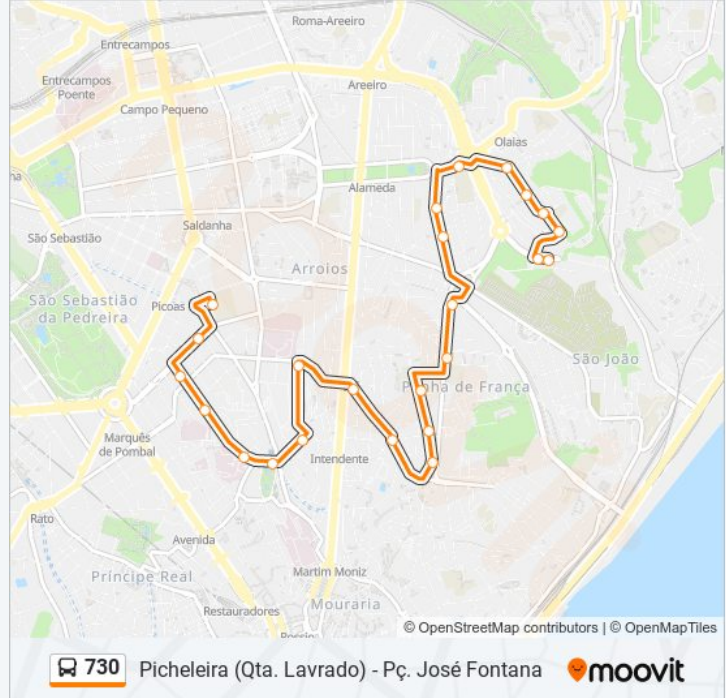 Roma-Areeiro
Entrecampos
Entrecampos
Poente
Areeiro
Campo Pequeno
Olaias
Alameda
Saldanha
São Sebastião
Arroios
São Sebastião
da Pedreira
Picoas
São João
Penha de França
Marquês
de Pombal
Intendente
Rato
Avenida
Príncipe Real
Martim Moniz
Mouraria
Restauradores
© OpenStreetMap contributors | © OpenMapTiles
730 Picheleira (Qta. Lavrado) - Pç. José Fontana moovit